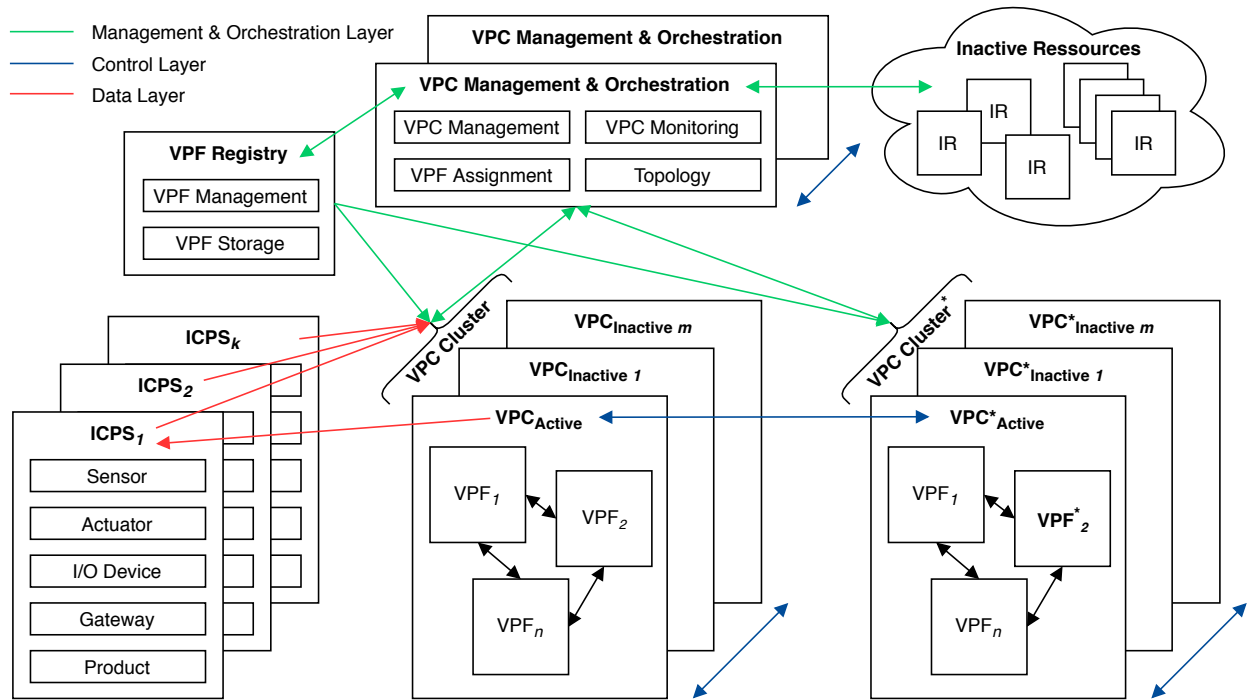 Management & Orchestration Layer
Control Layer
Data Layer
VPC Management & Orchestration
VPC Management & Orchestration
VPC Management
VPC Monitoring
VPF Assignment
Topology
Inactive Ressources
IR
IR
IR
IR
VPF Registry
VPF Management
VPF Storage
ICPSk
ICPS2
ICPS1
Sensor
Actuator
I/O Device
Gateway
Product
VPC Cluster
VPCInactive m
VPCInactive 1
VPCActive
VPF1
VPF2
VPFn
VPC Cluster*
VPC*Inactive m
VPC*Inactive 1
VPC*Active
VPF1
VPF*2
VPFn